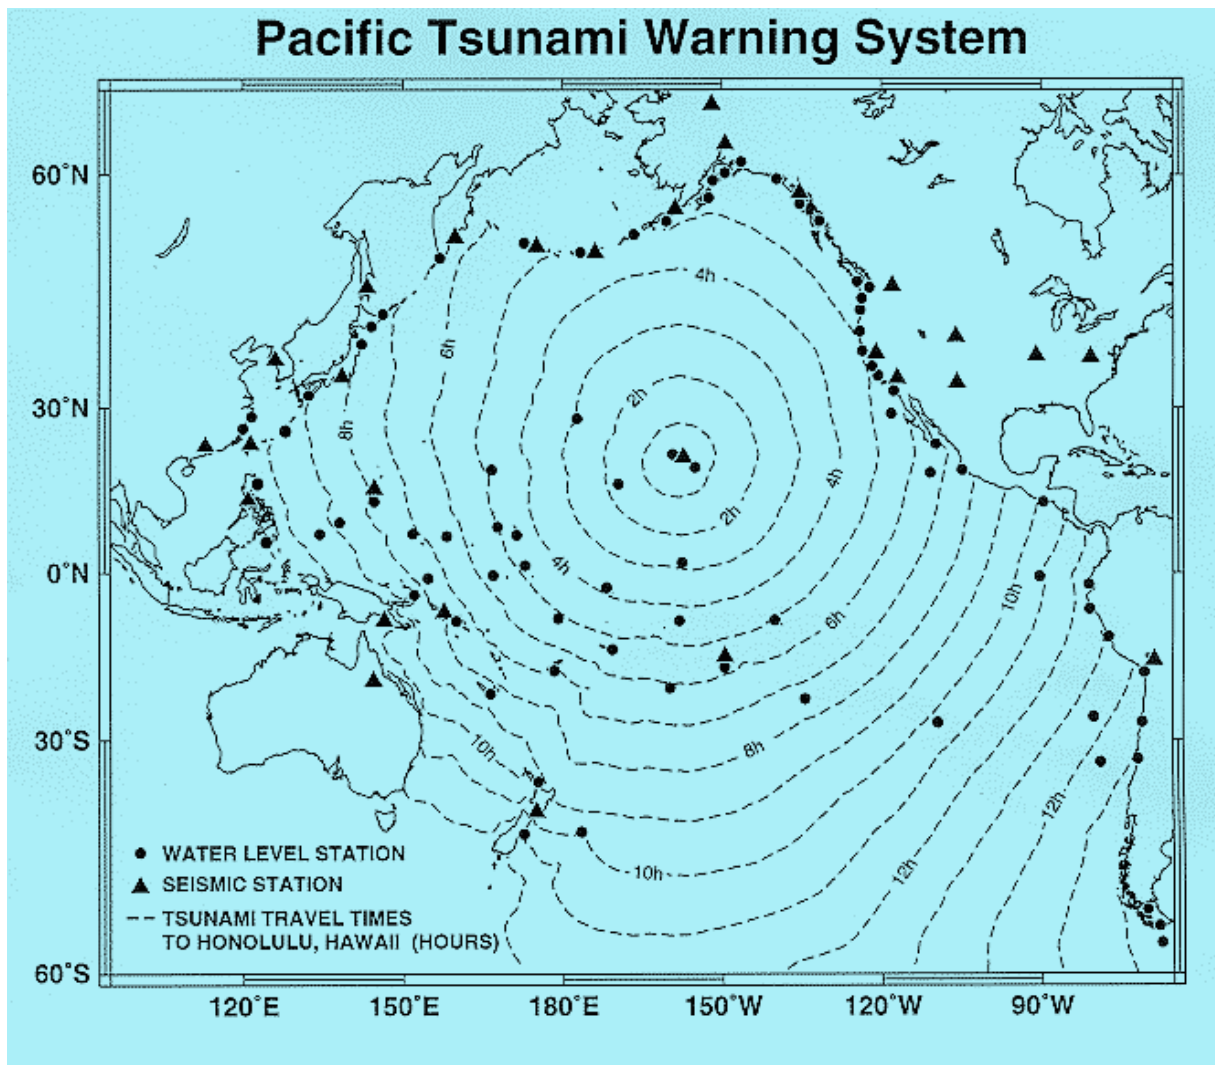 Pacific Tsunami Warning System
60°N
30°N
0°N
30°S
60°S
4h
6h
2h
8h
4h
2h
4h
10h
6h
10h
8h
12h
10h
12h
WATER LEVEL STATION
SEISMIC STATION
TSUNAMI TRAVEL TIMES
TO HONOLULU, HAWAII (HOURS)
120°E
150°E
180°E
150°W
120°W
90°W